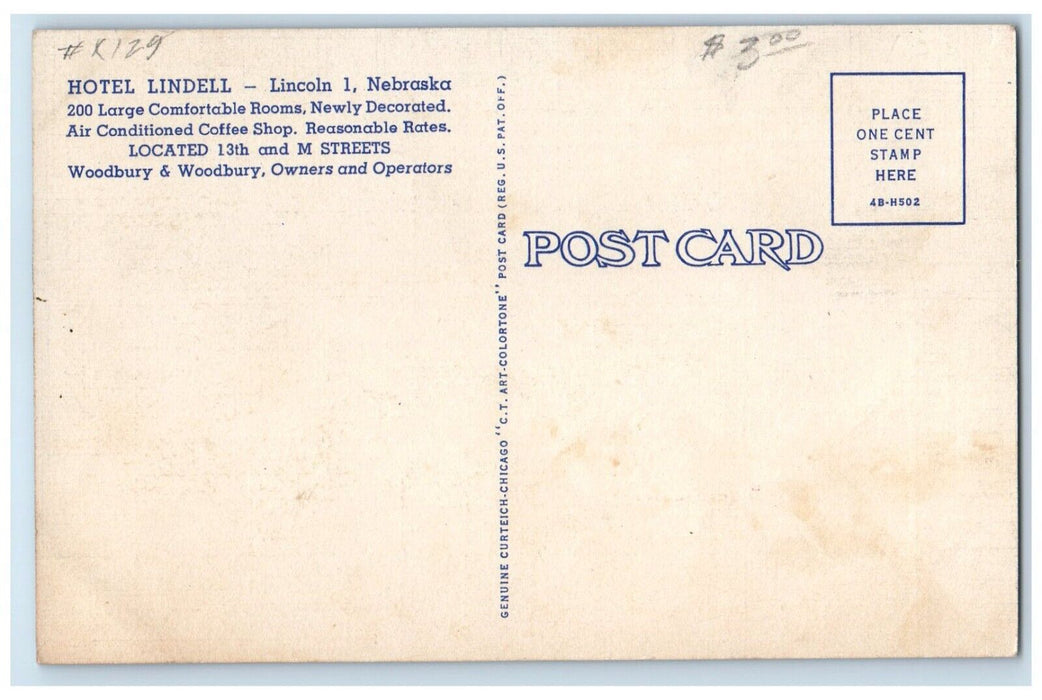 #X129
$ 3.00
HOTEL LINDELL – Lincoln 1, Nebraska
200 Large Comfortable Rooms, Newly Decorated.
Air Conditioned Coffee Shop. Reasonable Rates.
LOCATED 13th and M STREETS
Woodbury & Woodbury, Owners and Operators
GENUINE CURTEICH-CHICAGO "C.T. ART-COLORTONE" POST CARD (REG. U.S. PAT. OFF.)
POST CARD
PLACE
ONE CENT
STAMP
HERE
4B-H502